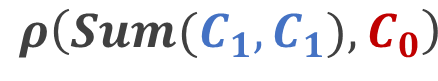 ρ(Sum(C₁, C₁), C₀)